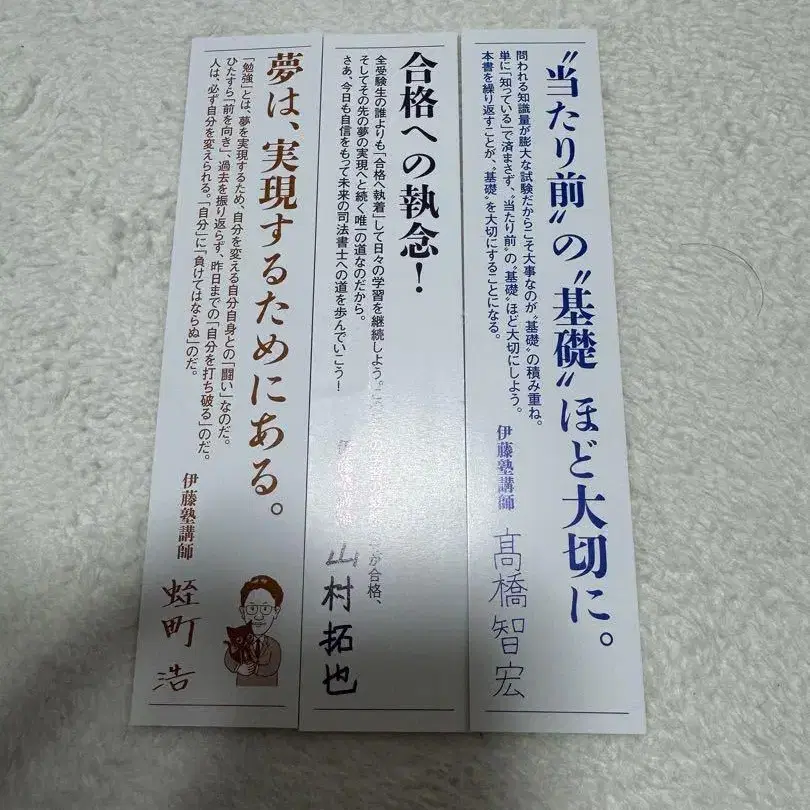 〝当たり前〟の〝基礎〟ほど大切に。
問われる知識量が膨大な試験だからこそ大事なのが〝基礎〟の積み重ね。
単に「知っている」で済まさず、〝当たり前〟の〝基礎〟ほど大切にしよう。
本書を繰り返すことが、〝基礎〟を大切にすることになる。
伊藤塾講師
髙橋智宏
合格への執念！
全受験生の誰よりも「合格へ執着」して日々の学習を継続しよう。
が合格、
そしてその先の夢の実現へと続く唯一の道なのだから。
さあ、今日も自信をもって未来の司法書士への道を歩んでいこう！
山村拓也
夢は、実現するためにある。
「勉強」とは、夢を実現するため、自分を変える自分自身との「闘い」なのだ。
ひたすら「前を向き」、過去を振り返らず、昨日までの「自分を打ち破る」のだ。
人は、必ず自分を変えられる。「自分」に「負けてはならぬ」のだ。
伊藤塾講師
蛭町浩